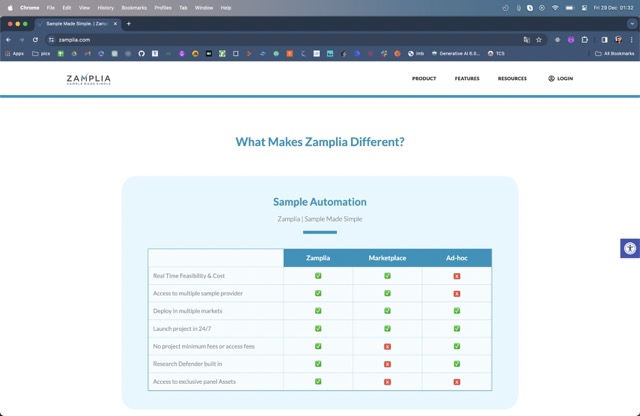 Chrome File Edit View History Bookmarks Profiles Tab Window Help Fri 29 Dec 01:32
Sample Made Simple. | Zam
zamplia.com
Apps picx imb Generative AI TCS All Bookmarks
ZAMPLIA
SAMPLE MADE SIMPLE
PRODUCT FEATURES RESOURCES LOGIN
What Makes Zamplia Different?
Sample Automation
Zamplia | Sample Made Simple
Zamplia Marketplace Ad-hoc
Real Time Feasibility & Cost
Access to multiple sample provider
Deploy in multiple markets
Launch project in 24/7
No project minimum fees or access fees
Research Defender built in
Access to exclusive panel Assets